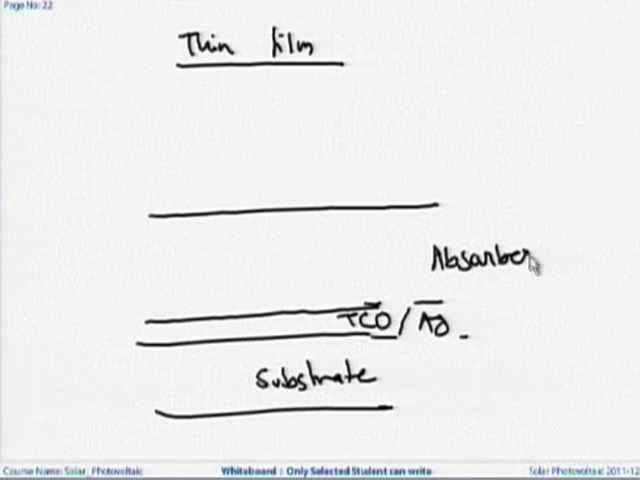 Page No: 22
Thin film
Absorber
TCO / Ag
Substrate
Course Name: Solar_Photovoltaic Whiteboard : Only Selected Student can write Solar Photovoltaic 2011-12